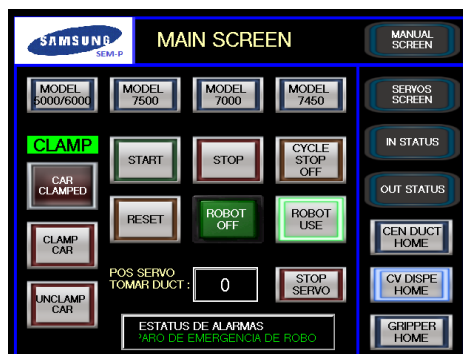 SAMSUNG
SEM-P
MAIN SCREEN
MANUAL
SCREEN
MODEL
5000/6000
MODEL
7500
MODEL
7000
MODEL
7450
SERVOS
SCREEN
CLAMP
START
STOP
CYCLE
STOP
OFF
IN STATUS
CAR
CLAMPED
OUT STATUS
RESET
ROBOT
OFF
ROBOT
USE
CLAMP
CAR
CEN DUCT
HOME
POS SERVO
TOMAR DUCT :
0
STOP
SERVO
CV DISPE
HOME
UNCLAMP
CAR
ESTATUS DE ALARMAS
PARO DE EMERGENCIA DE ROBO
GRIPPER
HOME